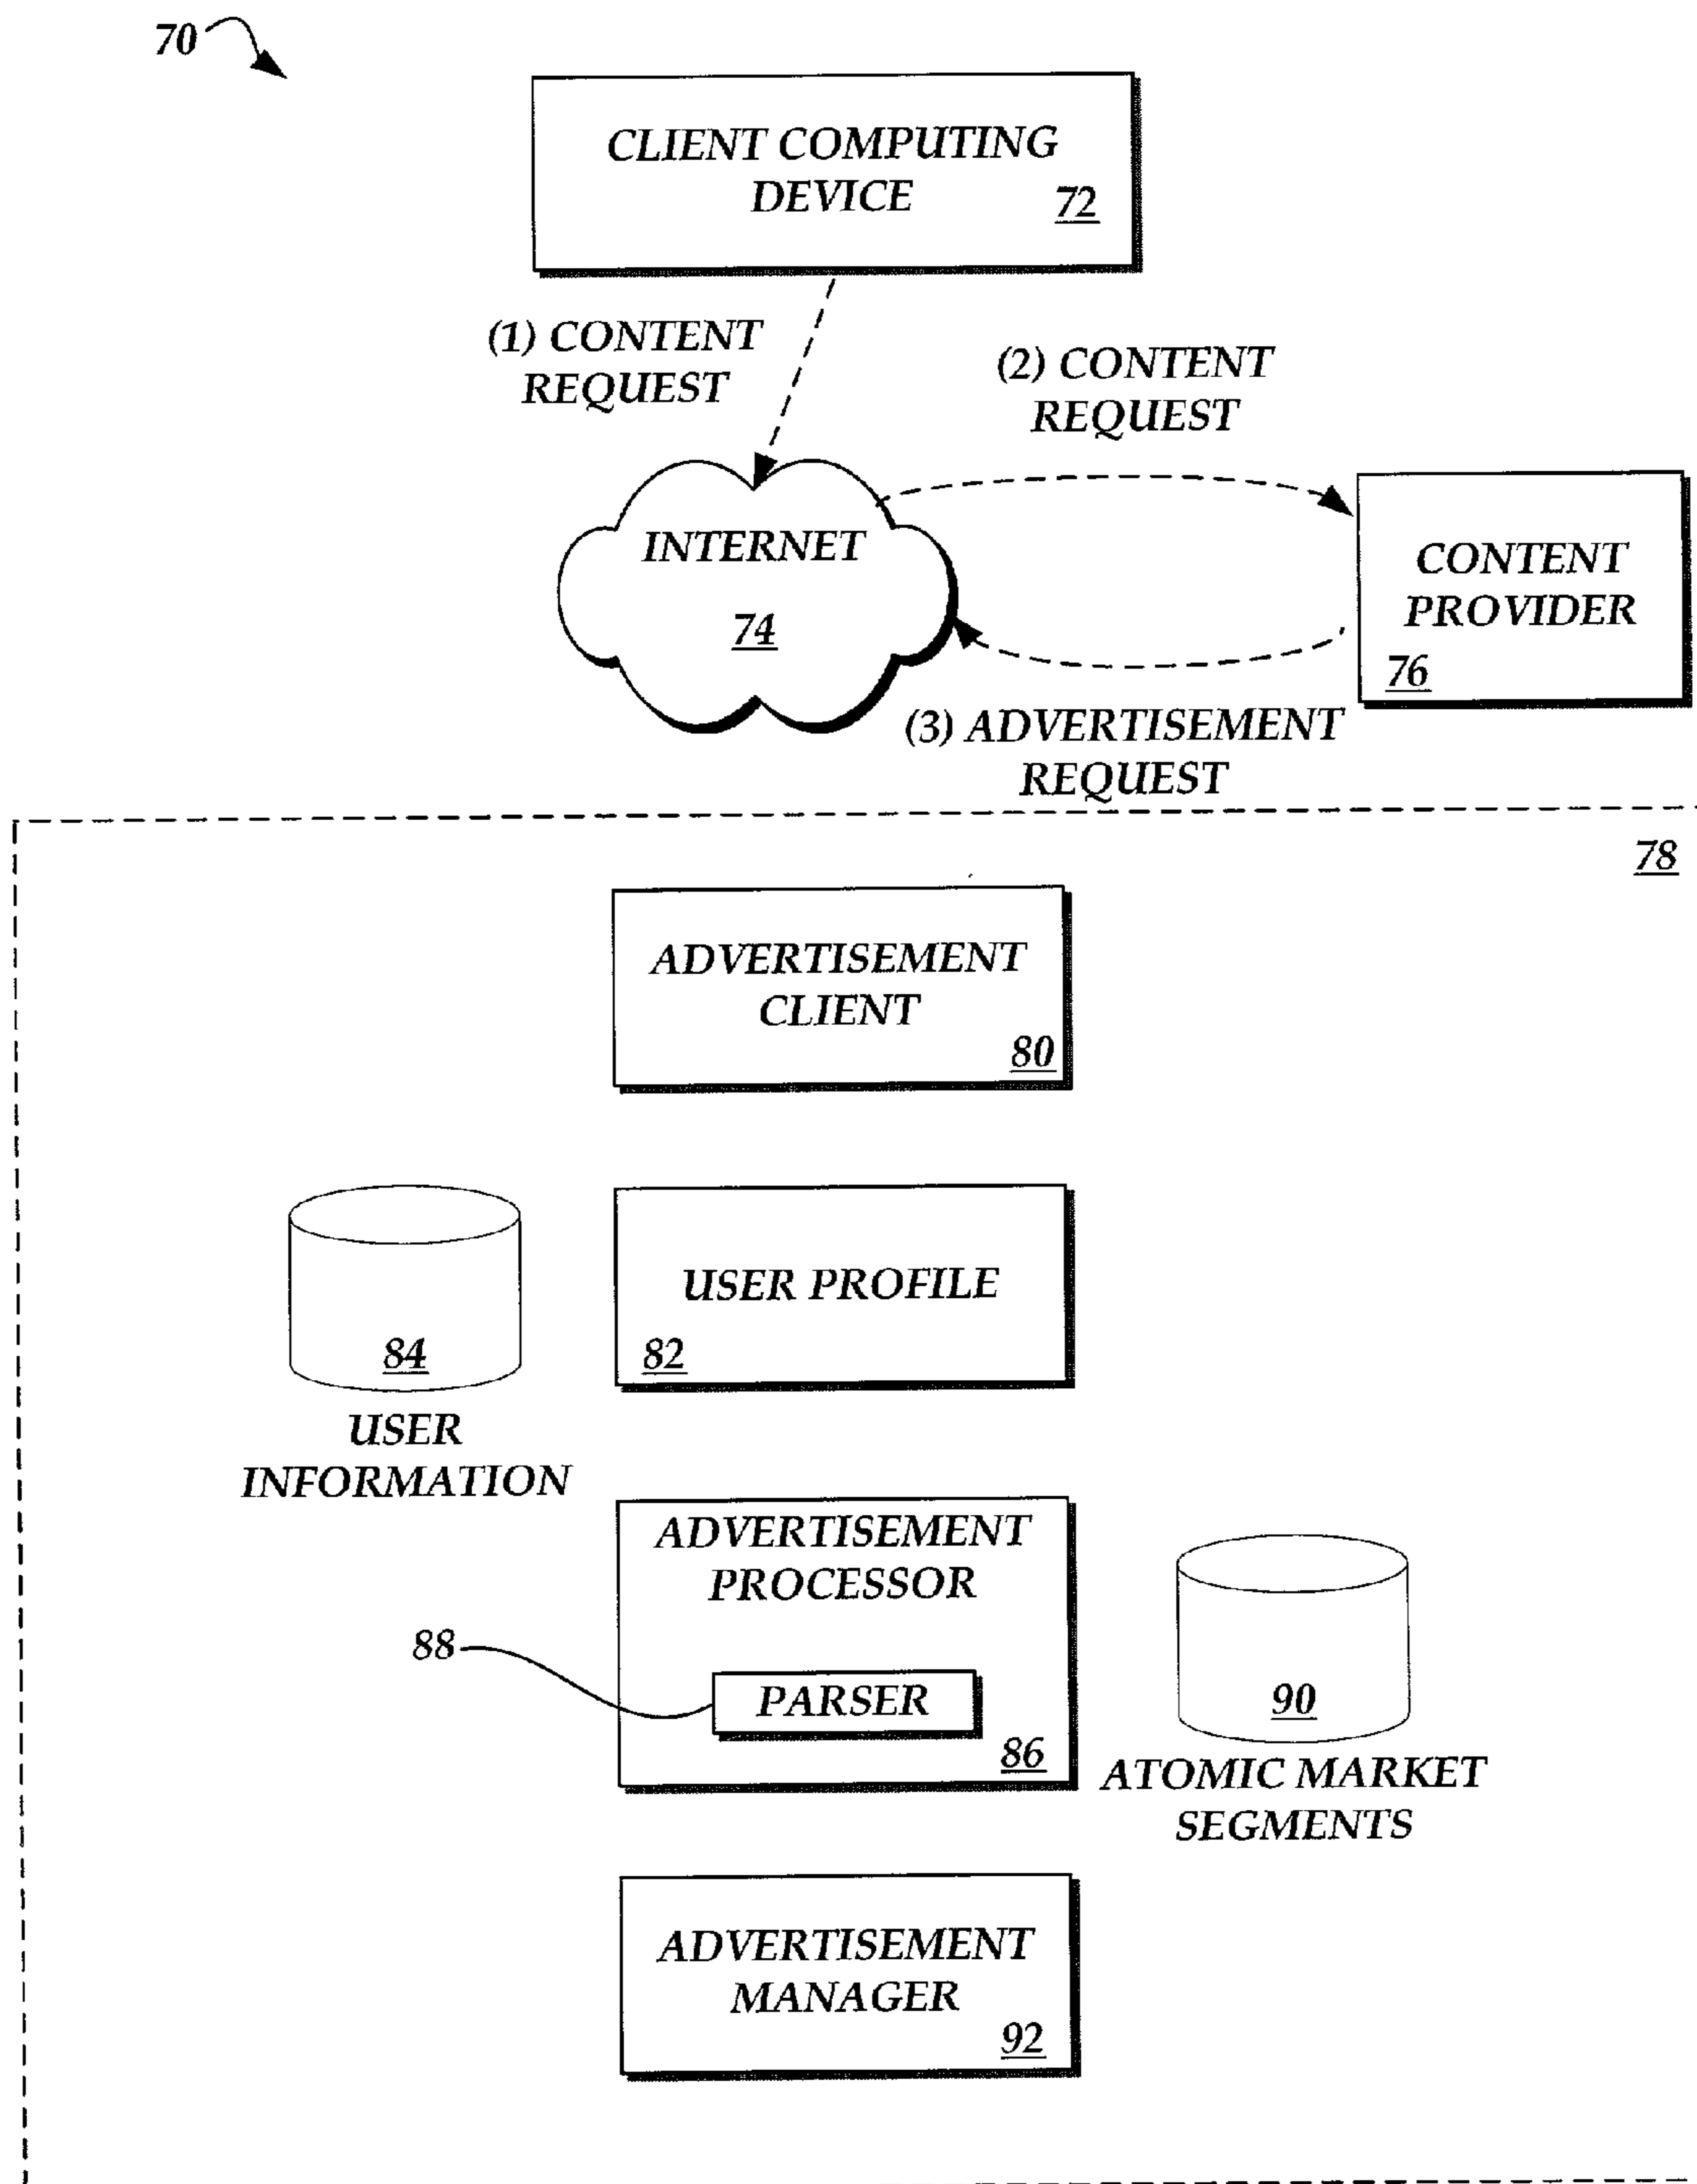 70
CLIENT COMPUTING
DEVICE
72
(1) CONTENT
REQUEST
(2) CONTENT
REQUEST
INTERNET
74
CONTENT
PROVIDER
76
(3) ADVERTISEMENT
REQUEST
78
ADVERTISEMENT
CLIENT
80
84
USER
INFORMATION
USER PROFILE
82
ADVERTISEMENT
PROCESSOR
88
PARSER
86
90
ATOMIC MARKET
SEGMENTS
ADVERTISEMENT
MANAGER
92